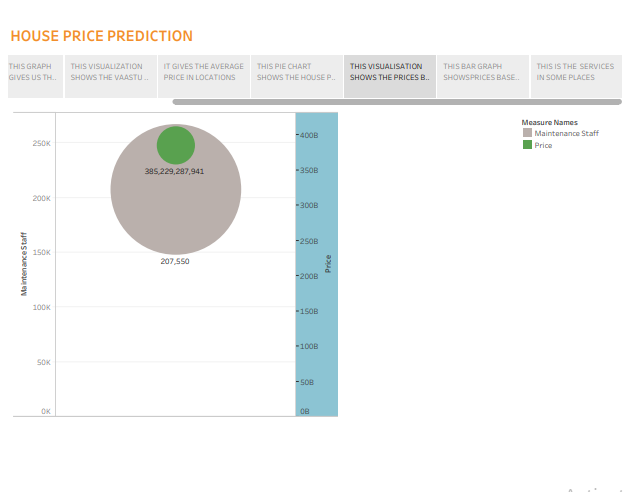 HOUSE PRICE PREDICTION
THIS GRAPH
GIVES US TH..
THIS VISUALIZATION
SHOWS THE VAASTU ..
IT GIVES THE AVERAGE
PRICE IN LOCATIONS
THIS PIE CHART
SHOWS THE HOUSE P..
THIS VISUALISATION
SHOWS THE PRICES B..
THIS BAR GRAPH
SHOWSPRICES BASE..
THIS IS THE SERVICES
IN SOME PLACES
Measure Names
Maintenance Staff
Price
Maintenance Staff
250K
200K
150K
100K
50K
0K
385,229,287,941
207,550
400B
350B
300B
250B
200B
150B
100B
50B
0B
Price